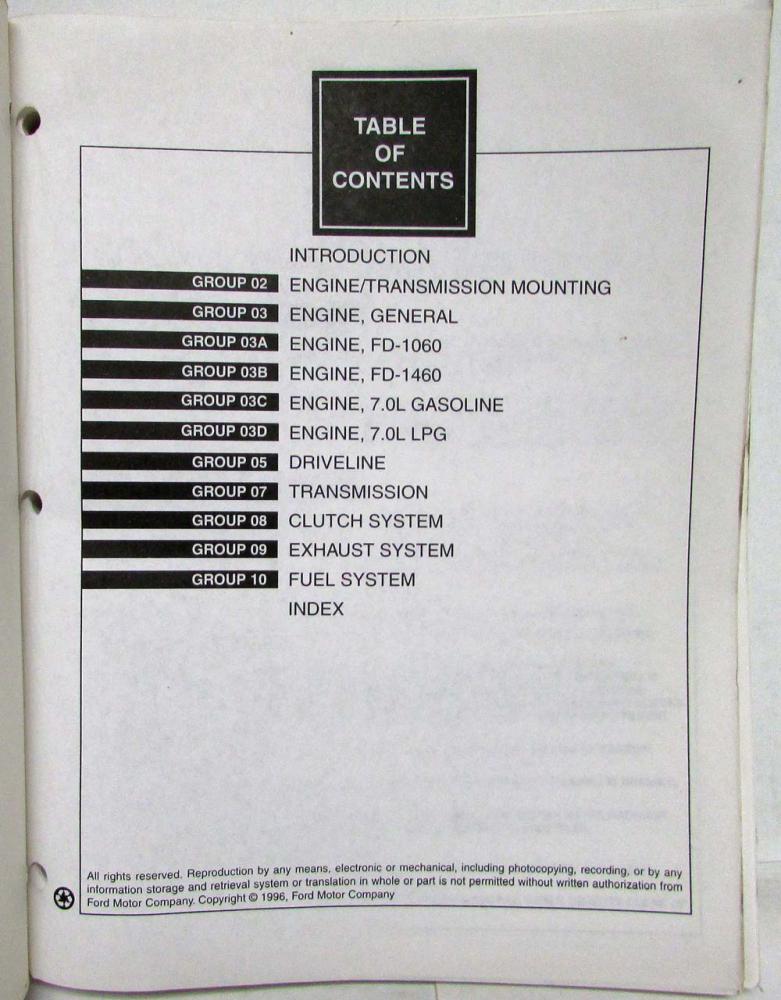 TABLE
OF
CONTENTS
INTRODUCTION
GROUP 02 ENGINE/TRANSMISSION MOUNTING
GROUP 03 ENGINE, GENERAL
GROUP 03A ENGINE, FD-1060
GROUP 03B ENGINE, FD-1460
GROUP 03C ENGINE, 7.0L GASOLINE
GROUP 03D ENGINE, 7.0L LPG
GROUP 05 DRIVELINE
GROUP 07 TRANSMISSION
GROUP 08 CLUTCH SYSTEM
GROUP 09 EXHAUST SYSTEM
GROUP 10 FUEL SYSTEM
INDEX
All rights reserved. Reproduction by any means, electronic or mechanical, including photocopying, recording, or by any
information storage and retrieval system or translation in whole or part is not permitted without written authorization from
Ford Motor Company. Copyright © 1996, Ford Motor Company